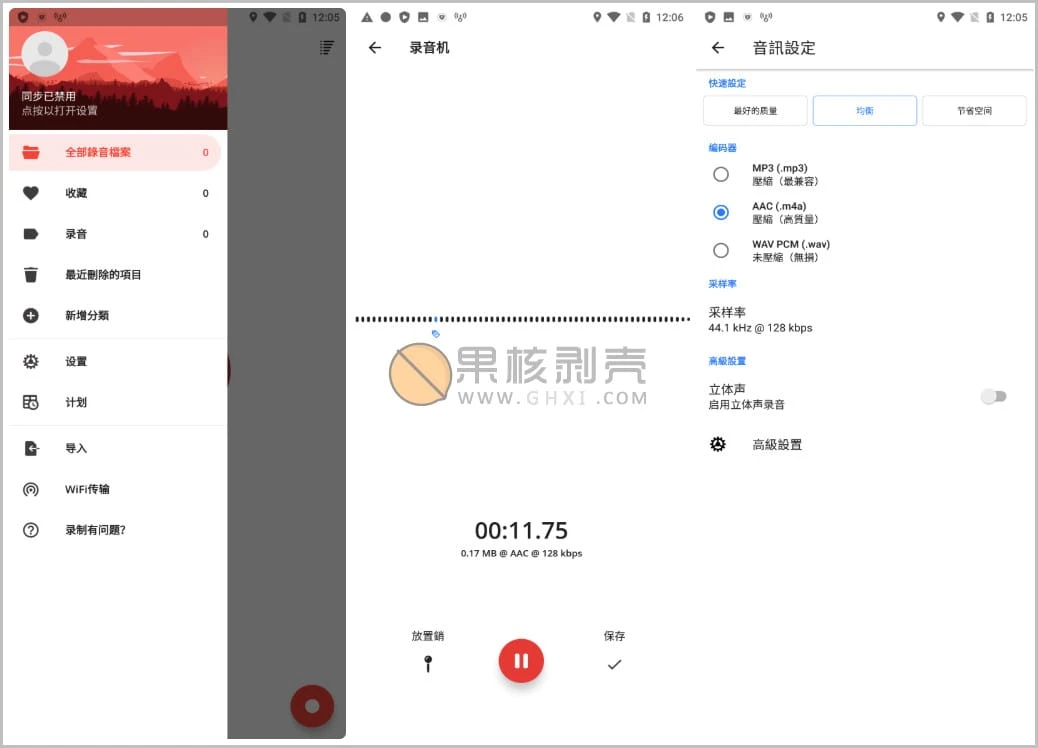 12:05
同步已禁用
点按以打开设置
全部錄音檔案 0
收藏 0
录音 0
最近刪除的項目
新增分類
设置
计划
导入
WiFi传输
录制有问题?
12:06
录音机
果核剥壳
WWW.GHXI.COM
00:11.75
0.17 MB @ AAC @ 128 kbps
放置銷
保存
12:05
音訊設定
快速設定
最好的质量 均衡 节省空间
编码器
MP3 (.mp3)
壓縮（最兼容）
AAC (.m4a)
壓縮（高質量）
WAV PCM (.wav)
未壓縮（無損）
采样率
采样率
44.1 kHz @ 128 kbps
高級設置
立体声
启用立体声录音
高級設置